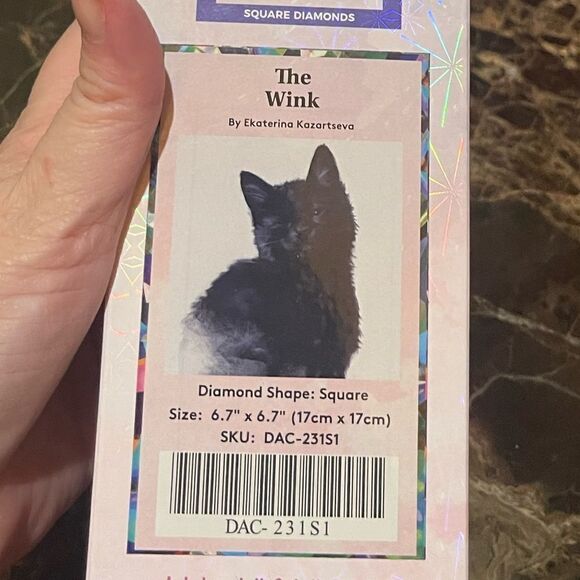 SQUARE DIAMONDS
The
Wink
By Ekaterina Kazartseva
Diamond Shape: Square
Size: 6.7" x 6.7" (17cm x 17cm)
SKU: DAC-231S1
DAC- 231S1